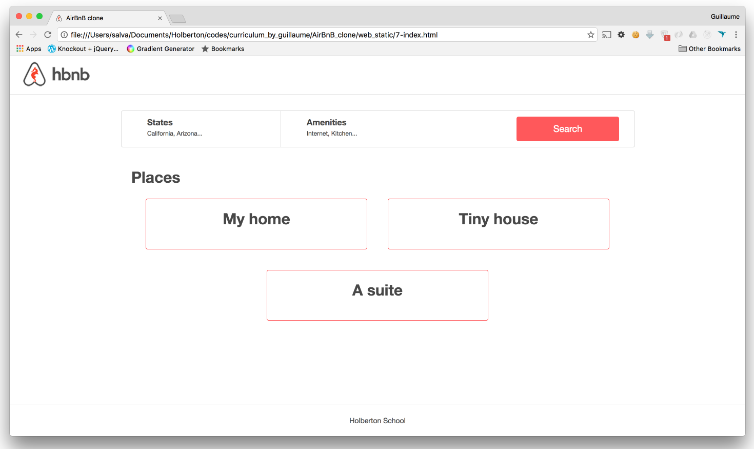 AirBnB clone
Guillaume
file:///Users/salva/Documents/Holberton/codes/curriculum_by_guillaume/AirBnB_clone/web_static/7-index.html
Apps Knockout – jQuery... Gradient Generator Bookmarks Other Bookmarks
hbnb
States Amenities
California, Arizona... Internet, Kitchen...
Search
Places
My home Tiny house
A suite
Holberton School